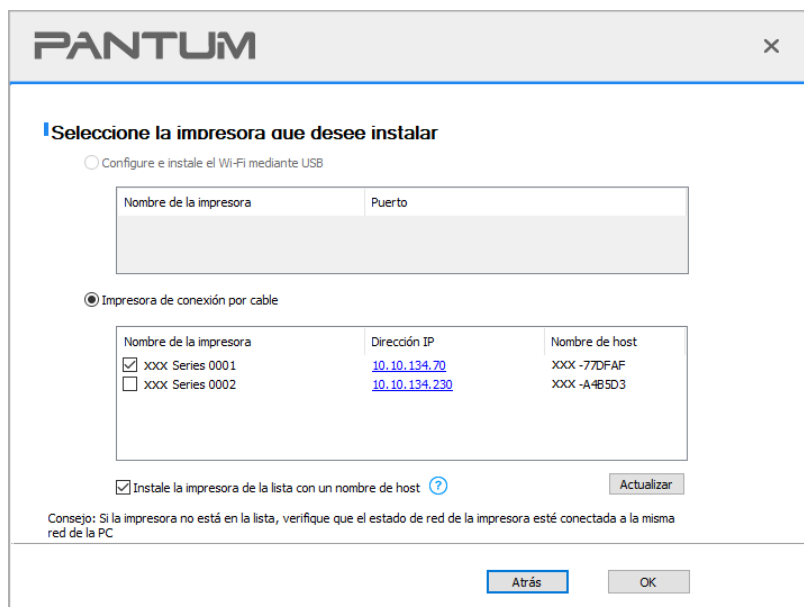 PANTUM
Seleccione la impresora que desee instalar
Configure e instale el Wi-Fi mediante USB
Nombre de la impresora Puerto
Impresora de conexión por cable
Nombre de la impresora Dirección IP Nombre de host
XXX Series 0001 10.10.134.70 XXX -77DFAF
XXX Series 0002 10.10.134.230 XXX -A4B5D3
Instale la impresora de la lista con un nombre de host ? Actualizar
Consejo: Si la impresora no está en la lista, verifique que el estado de red de la impresora esté conectada a la misma
red de la PC
Atrás OK